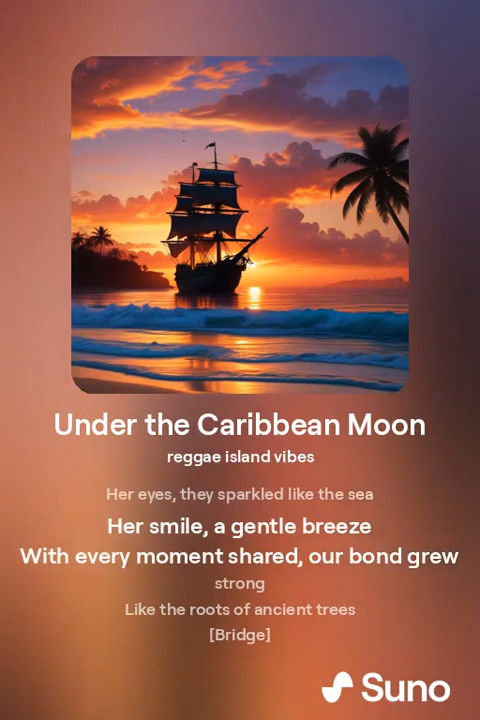 Under the Caribbean Moon
reggae island vibes
Her eyes, they sparkled like the sea
Her smile, a gentle breeze
With every moment shared, our bond grew
strong
Like the roots of ancient trees
[Bridge]
Suno